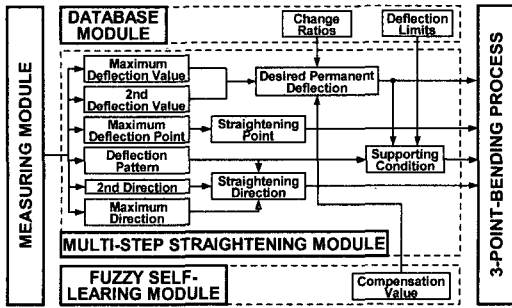 MEASURING MODULE
DATABASE
MODULE
Change
Ratios
Deflection
Limits
Maximum
Deflection Value
2nd
Deflection Value
Maximum
Deflection Point
Deflection
Pattern
2nd Direction
Maximum
Direction
Desired Permanent
Deflection
Straightening
Point
Straightening
Direction
Supporting
Condition
MULTI-STEP STRAIGHTENING MODULE
FUZZY SELF-
LEARING MODULE
Compensation
Value
3-POINT-BENDING PROCESS